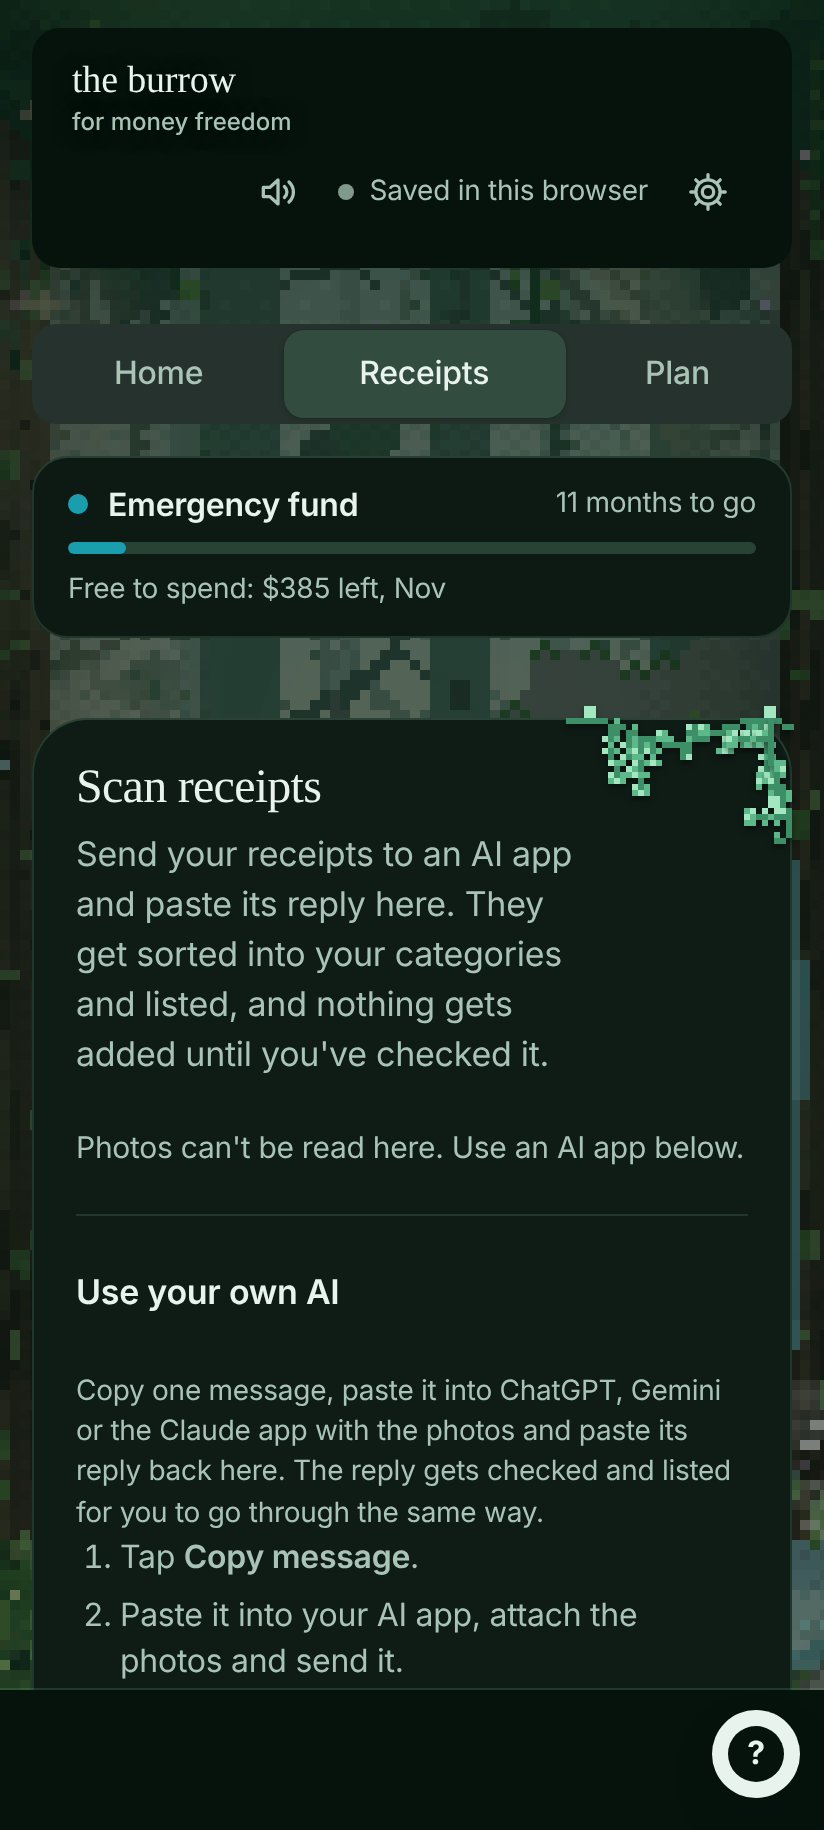 the burrow
for money freedom
Saved in this browser
Home
Receipts
Plan
Emergency fund
11 months to go
Free to spend: $385 left, Nov
Scan receipts
Send your receipts to an AI app
and paste its reply here. They
get sorted into your categories
and listed, and nothing gets
added until you've checked it.
Photos can't be read here. Use an AI app below.
Use your own AI
Copy one message, paste it into ChatGPT, Gemini
or the Claude app with the photos and paste its
reply back here. The reply gets checked and listed
for you to go through the same way.
1. Tap Copy message.
2. Paste it into your AI app, attach the
photos and send it.
?